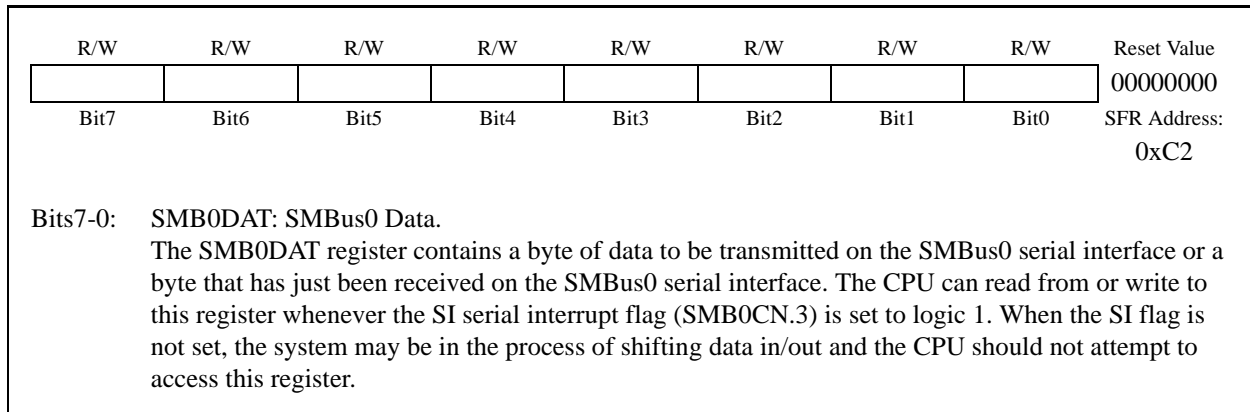 R/W R/W R/W R/W R/W R/W R/W R/W Reset Value
00000000
Bit7 Bit6 Bit5 Bit4 Bit3 Bit2 Bit1 Bit0 SFR Address:
0xC2
Bits7-0: SMB0DAT: SMBus0 Data.
The SMB0DAT register contains a byte of data to be transmitted on the SMBus0 serial interface or a
byte that has just been received on the SMBus0 serial interface. The CPU can read from or write to
this register whenever the SI serial interrupt flag (SMB0CN.3) is set to logic 1. When the SI flag is
not set, the system may be in the process of shifting data in/out and the CPU should not attempt to
access this register.